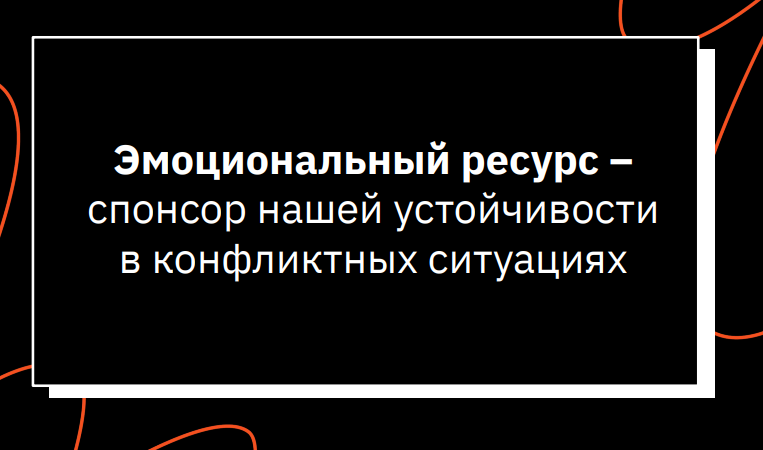 Эмоциональный ресурс –
спонсор нашей устойчивости
в конфликтных ситуациях